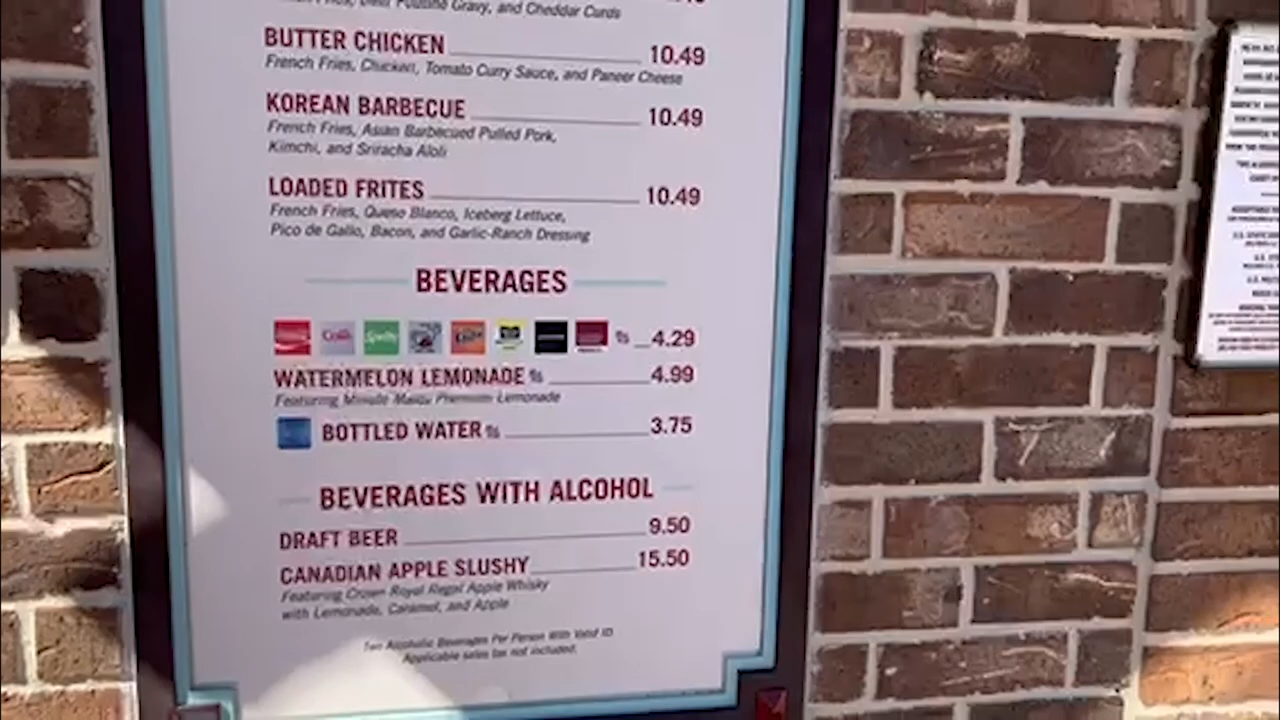 Poutine Gravy, and Cheddar Curds
BUTTER CHICKEN 10.49
French Fries, Chicken, Tomato Curry Sauce, and Paneer Cheese
KOREAN BARBECUE 10.49
French Fries, Asian Barbecued Pulled Pork,
Kimchi, and Sriracha Aioli
LOADED FRITES 10.49
French Fries, Queso Blanco, Iceberg Lettuce,
Pico de Gallo, Bacon, and Garlic-Ranch Dressing
BEVERAGES
4.29
WATERMELON LEMONADE 4.99
Featuring Minute Maid Premium Lemonade
BOTTLED WATER 3.75
BEVERAGES WITH ALCOHOL
DRAFT BEER 9.50
CANADIAN APPLE SLUSHY 15.50
Featuring Crown Royal Regal Apple Whisky
with Lemonade, Caramel, and Apple
Two Alcoholic Beverages Per Person With Valid ID
Applicable sales tax not included.